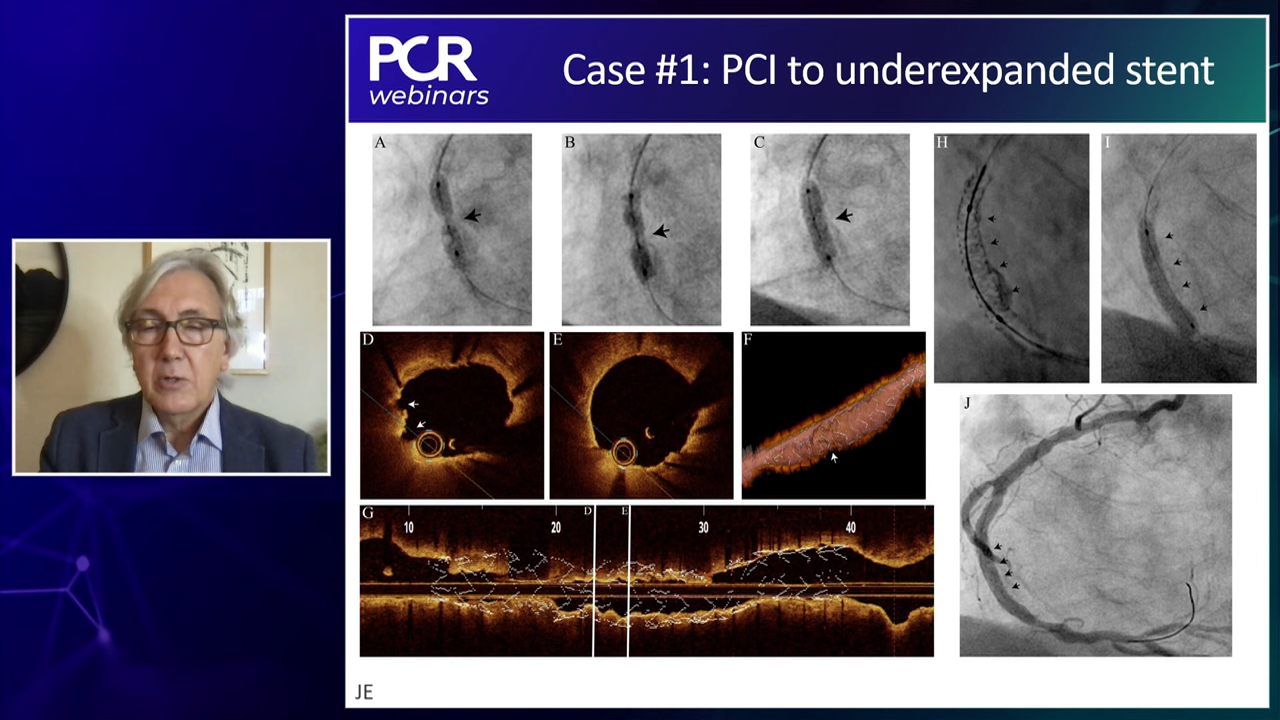 PCR
webinars
Case #1: PCI to underexpanded stent
A
B
C
H
I
D
E
F
J
G
10
20
D
E
30
40
JE